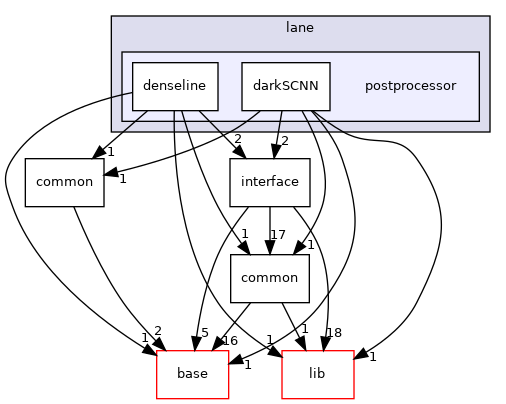 lane
denseline
darkSCNN
postprocessor
2
2
1
1
common
interface
1
17
1
common
5
18
2
1
16
1
1
1
1
base
lib